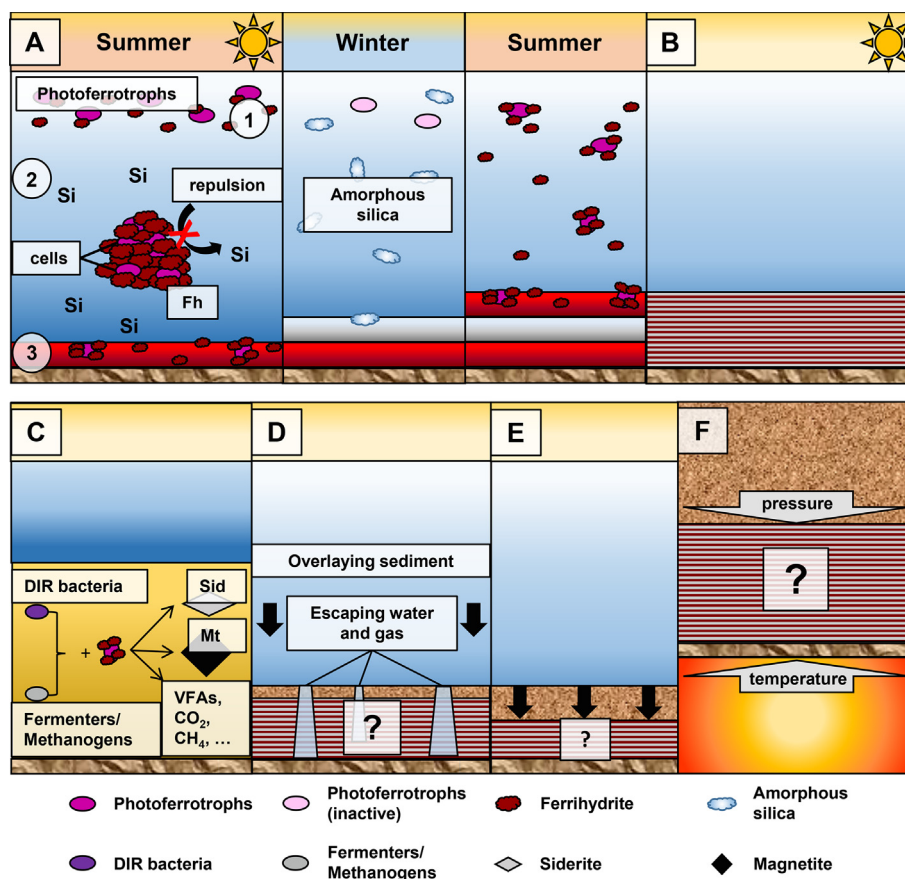 A
Summer
Winter
Summer
B
Photoferrotrophs
1
2
Si
Si
repulsion
Amorphous
silica
cells
Si
Fh
Si
Si
3
C
D
E
F
pressure
Overlaying sediment
DIR bacteria
Sid
?
Escaping water
and gas
Mt
+
temperature
VFAs,
CO2,
CH4, ...
Fermenters/
Methanogens
?
?
Photoferrotrophs
Photoferrotrophs
(inactive)
Ferrihydrite
Amorphous
silica
DIR bacteria
Fermenters/
Methanogens
Siderite
Magnetite